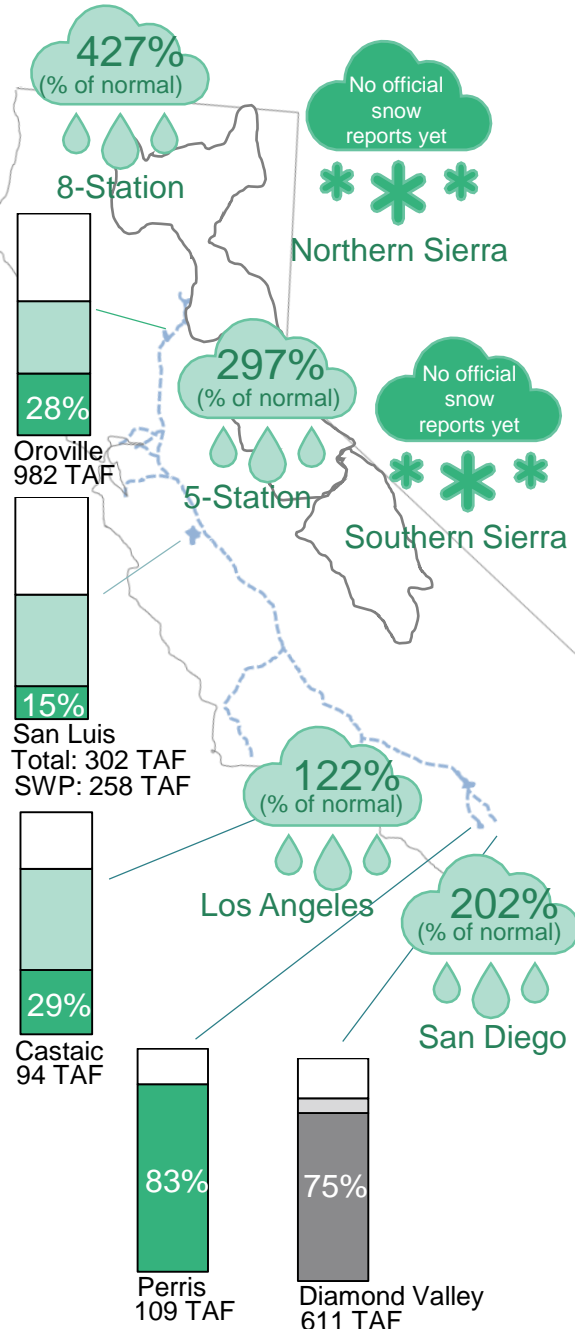 427%
(% of normal)
8-Station
No official
snow
reports yet
Northern Sierra
28%
Oroville
982 TAF
297%
(% of normal)
5-Station
No official
snow
reports yet
Southern Sierra
15%
San Luis
Total: 302 TAF
SWP: 258 TAF
122%
(% of normal)
Los Angeles
202%
(% of normal)
San Diego
29%
Castaic
94 TAF
83%
Perris
109 TAF
75%
Diamond Valley
611 TAF